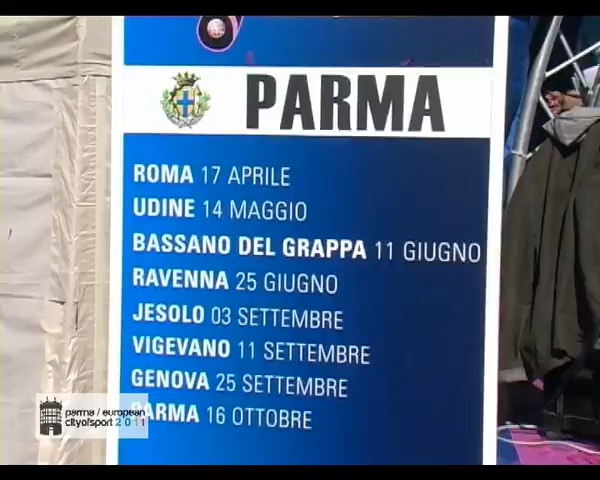 PARMA
ROMA 17 APRILE
UDINE 14 MAGGIO
BASSANO DEL GRAPPA 11 GIUGNO
RAVENNA 25 GIUGNO
JESOLO 03 SETTEMBRE
VIGEVANO 11 SETTEMBRE
GENOVA 25 SETTEMBRE
PARMA 16 OTTOBRE
parma / european
cityofsport 2011